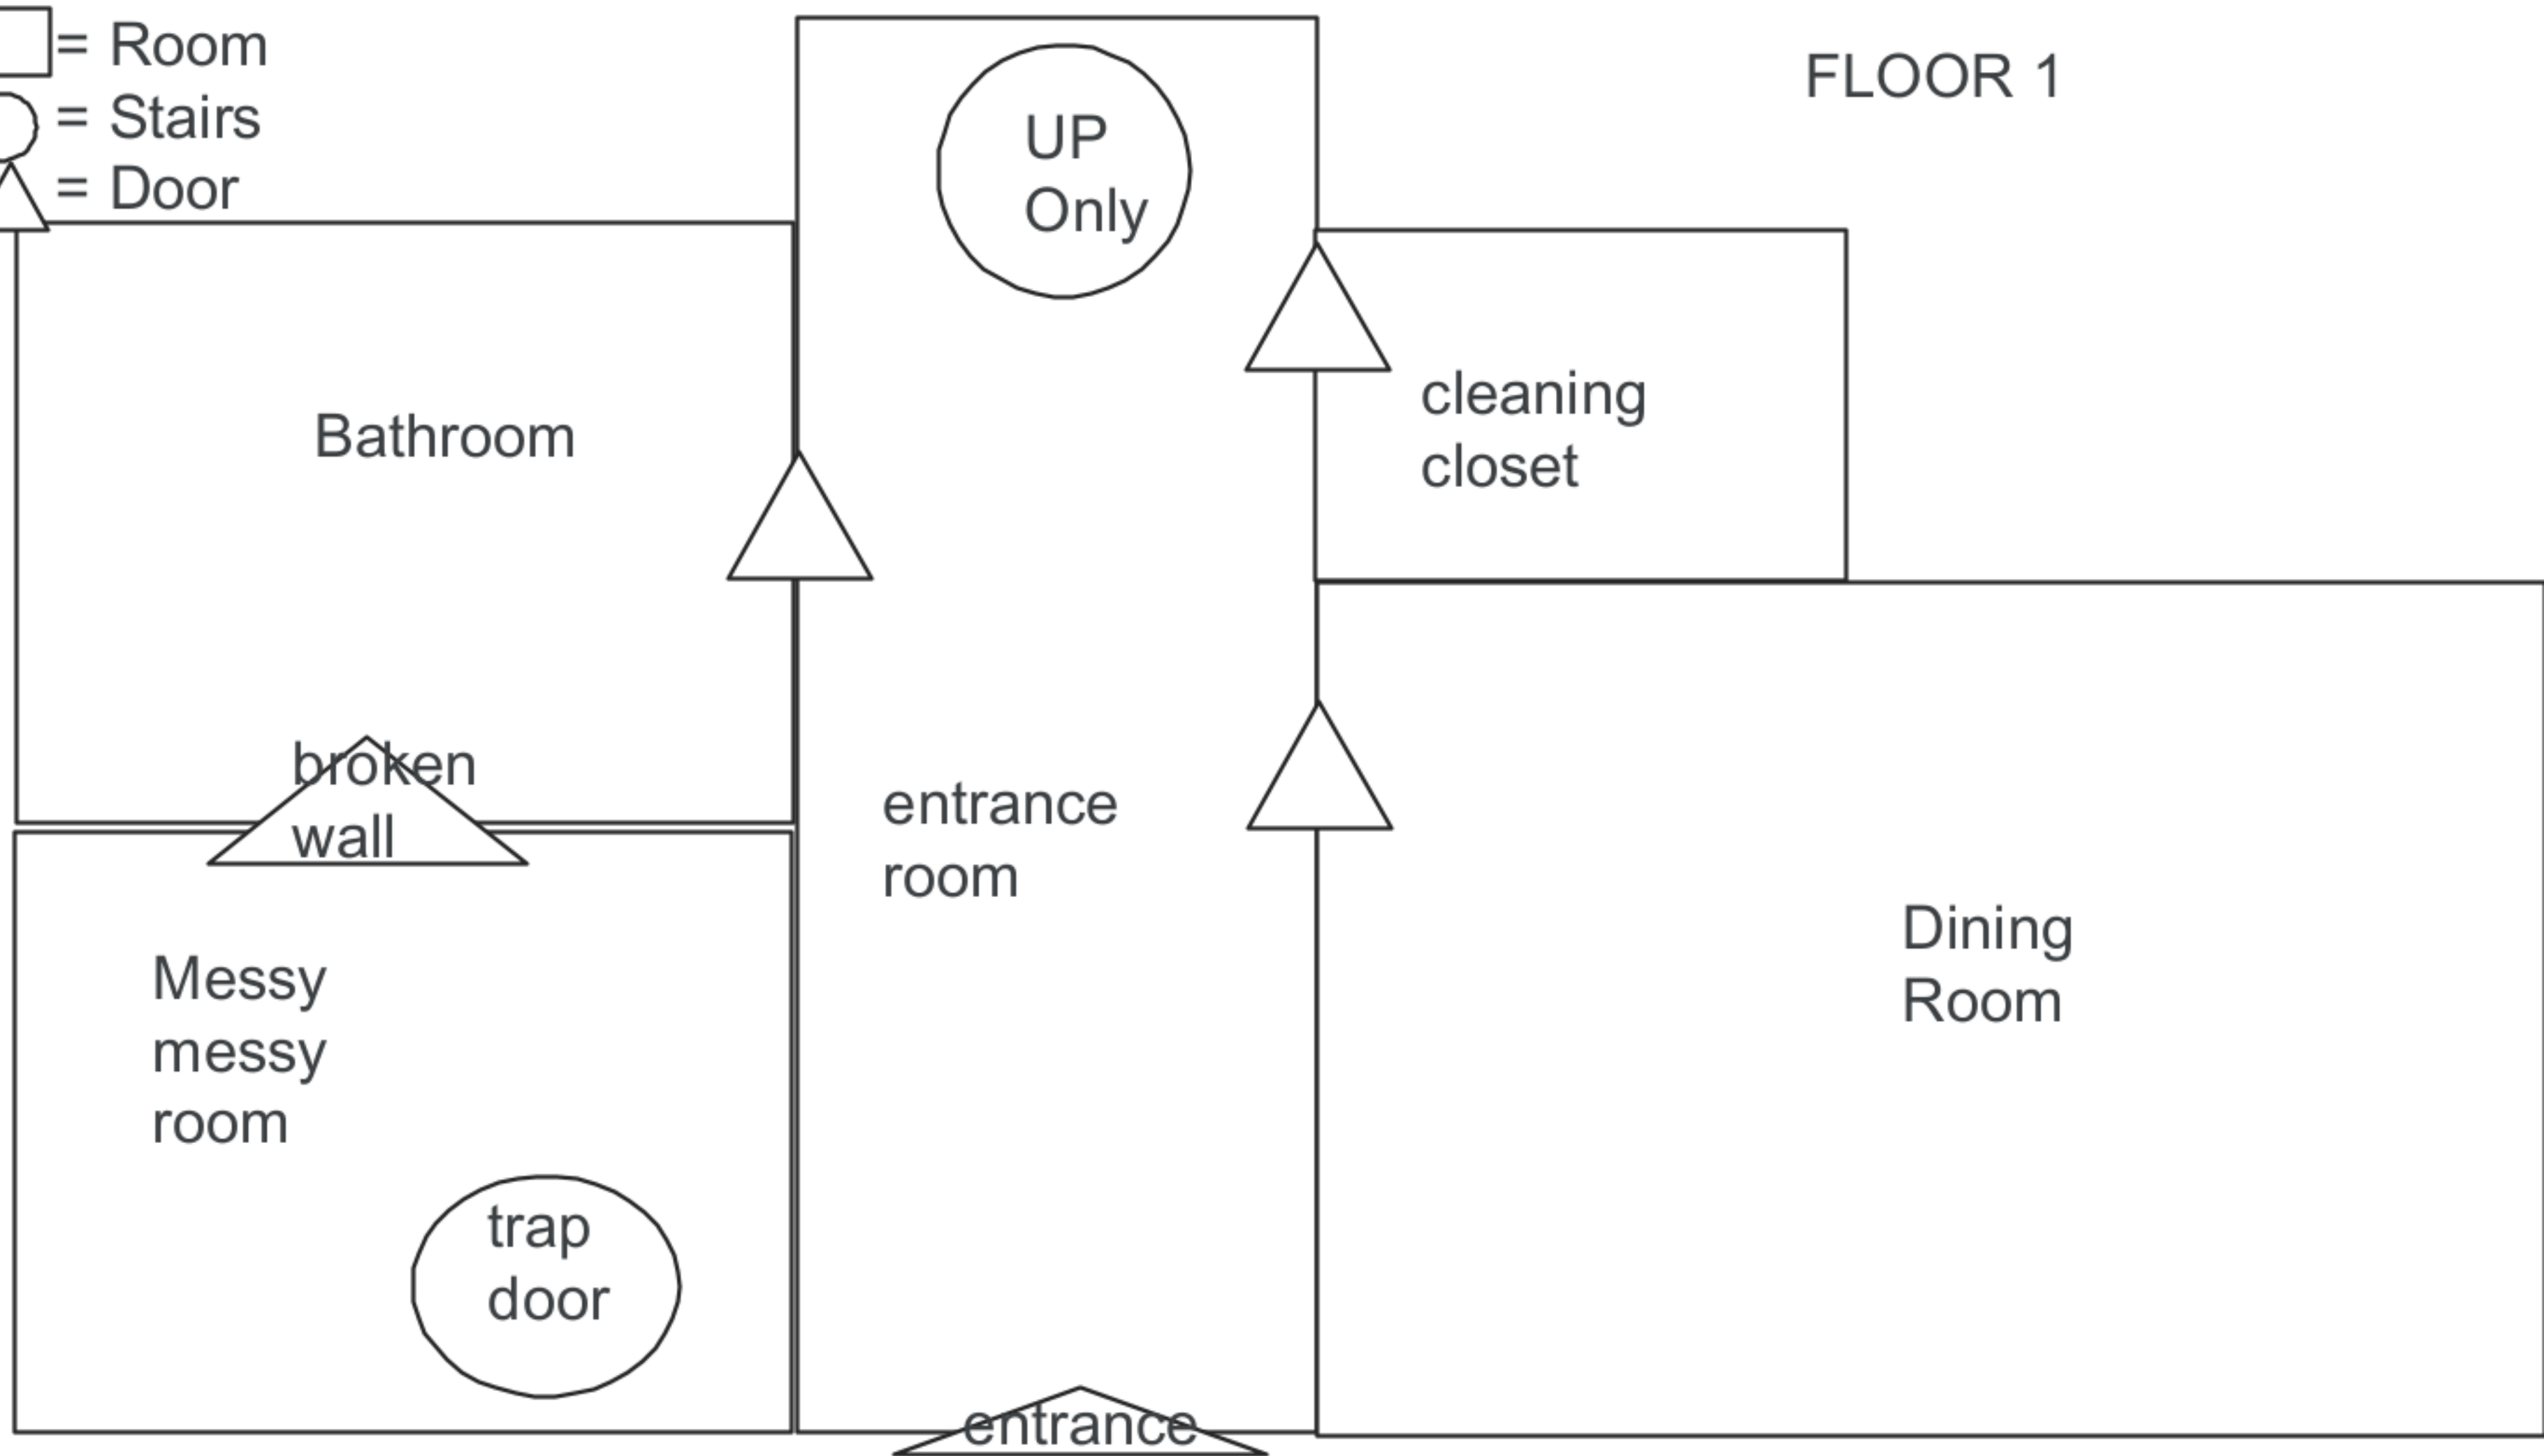 = Room
= Stairs
= Door
FLOOR 1
UP
Only
Bathroom
cleaning
closet
broken
wall
entrance
room
Dining
Room
Messy
messy
room
trap
door
entrance